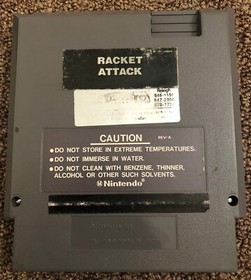 RACKET
ATTACK
Raleigh
CAUTION
REV-A
• DO NOT STORE IN EXTREME TEMPERATURES.
• DO NOT IMMERSE IN WATER.
• DO NOT CLEAN WITH BENZENE, THINNER,
ALCOHOL OR OTHER SUCH SOLVENTS.
Nintendo